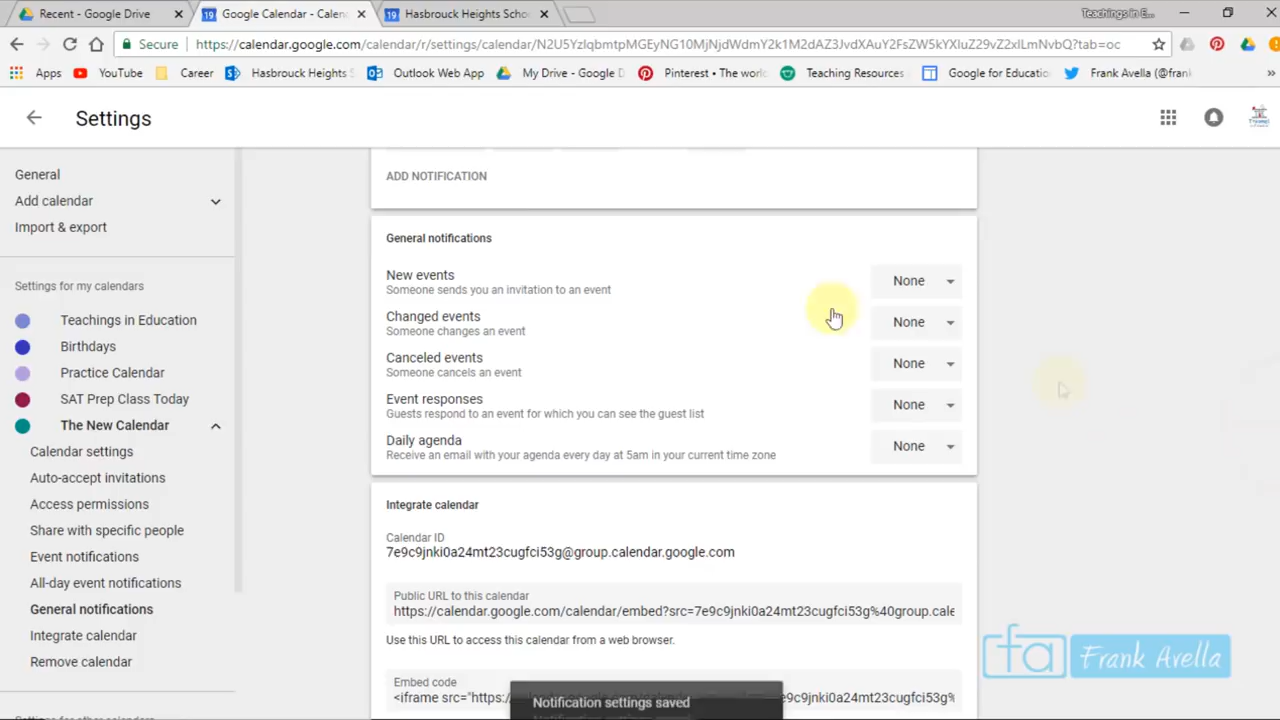 Recent - Google Drive
Google Calendar - Calen
Hasbrouck Heights Scho
Teachings in E...
Secure
https://calendar.google.com/calendar/r/settings/calendar/N2U5YzlqbmtpMGEyNG10MjNjdWdmY2k1M2dAZ3JvdXAuY2FsZW5kYXIuZ29vZ2xlLmNvbQ?tab=oc
Apps
YouTube
Career
Hasbrouck Heights S
Outlook Web App
My Drive - Google D
Pinterest • The work
Teaching Resources
Google for Educatio
Frank Avella (@frank
»
Settings
General
Add calendar
Import & export
Settings for my calendars
Teachings in Education
Birthdays
Practice Calendar
SAT Prep Class Today
The New Calendar
Calendar settings
Auto-accept invitations
Access permissions
Share with specific people
Event notifications
All-day event notifications
General notifications
Integrate calendar
Remove calendar
Settings for other calendars
ADD NOTIFICATION
General notifications
New events
None
Someone sends you an invitation to an event
Changed events
None
Someone changes an event
Canceled events
None
Someone cancels an event
Event responses
None
Guests respond to an event for which you can see the guest list
Daily agenda
None
Receive an email with your agenda every day at 5am in your current time zone
Integrate calendar
Calendar ID
7e9c9jnki0a24mt23cugfci53g@group.calendar.google.com
Public URL to this calendar
https://calendar.google.com/calendar/embed?src=7e9c9jnki0a24mt23cugfci53g%40group.cale
Use this URL to access this calendar from a web browser.
Embed code
<iframe src="https:
e9c9jnki0a24mt23cugfci53g%
Notification settings saved
fa Frank Avella